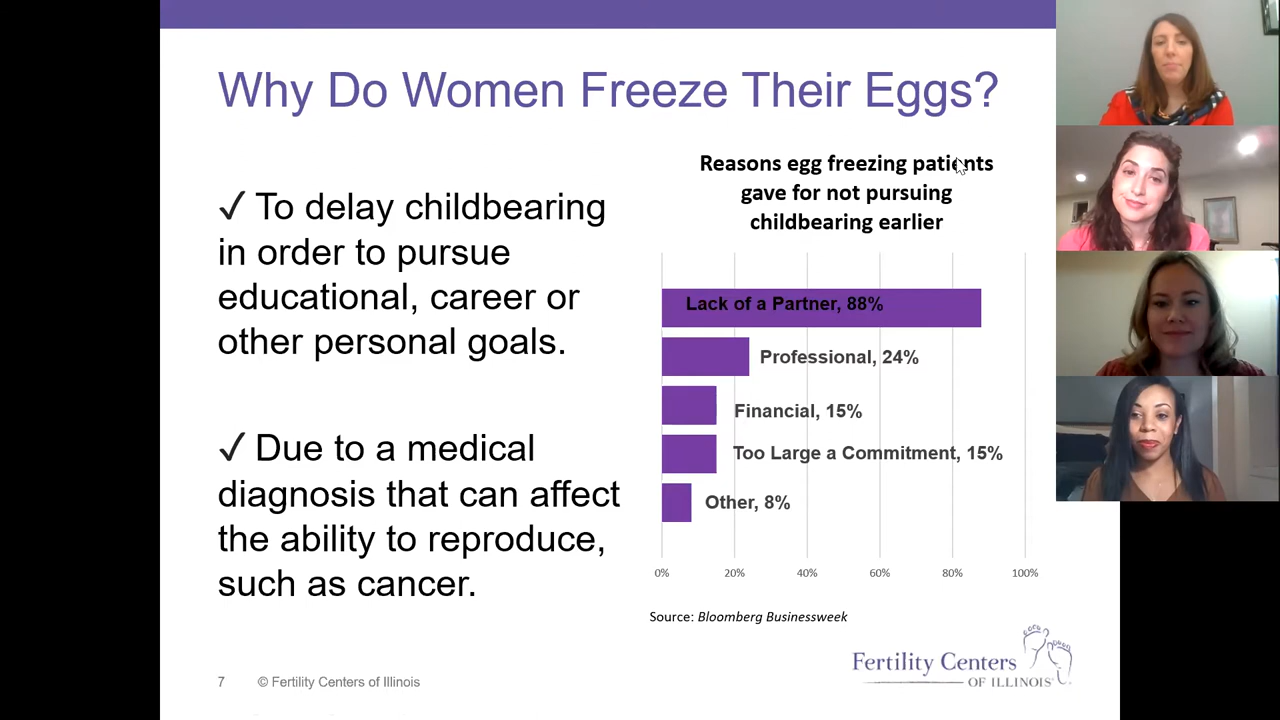 Why Do Women Freeze Their Eggs?
✓ To delay childbearing
in order to pursue
educational, career or
other personal goals.
✓ Due to a medical
diagnosis that can affect
the ability to reproduce,
such as cancer.
Reasons egg freezing patients
gave for not pursuing
childbearing earlier
Lack of a Partner, 88%
Professional, 24%
Financial, 15%
Too Large a Commitment, 15%
Other, 8%
0% 20% 40% 60% 80% 100%
Source: Bloomberg Businessweek
Fertility Centers
OF ILLINOIS
7 © Fertility Centers of Illinois